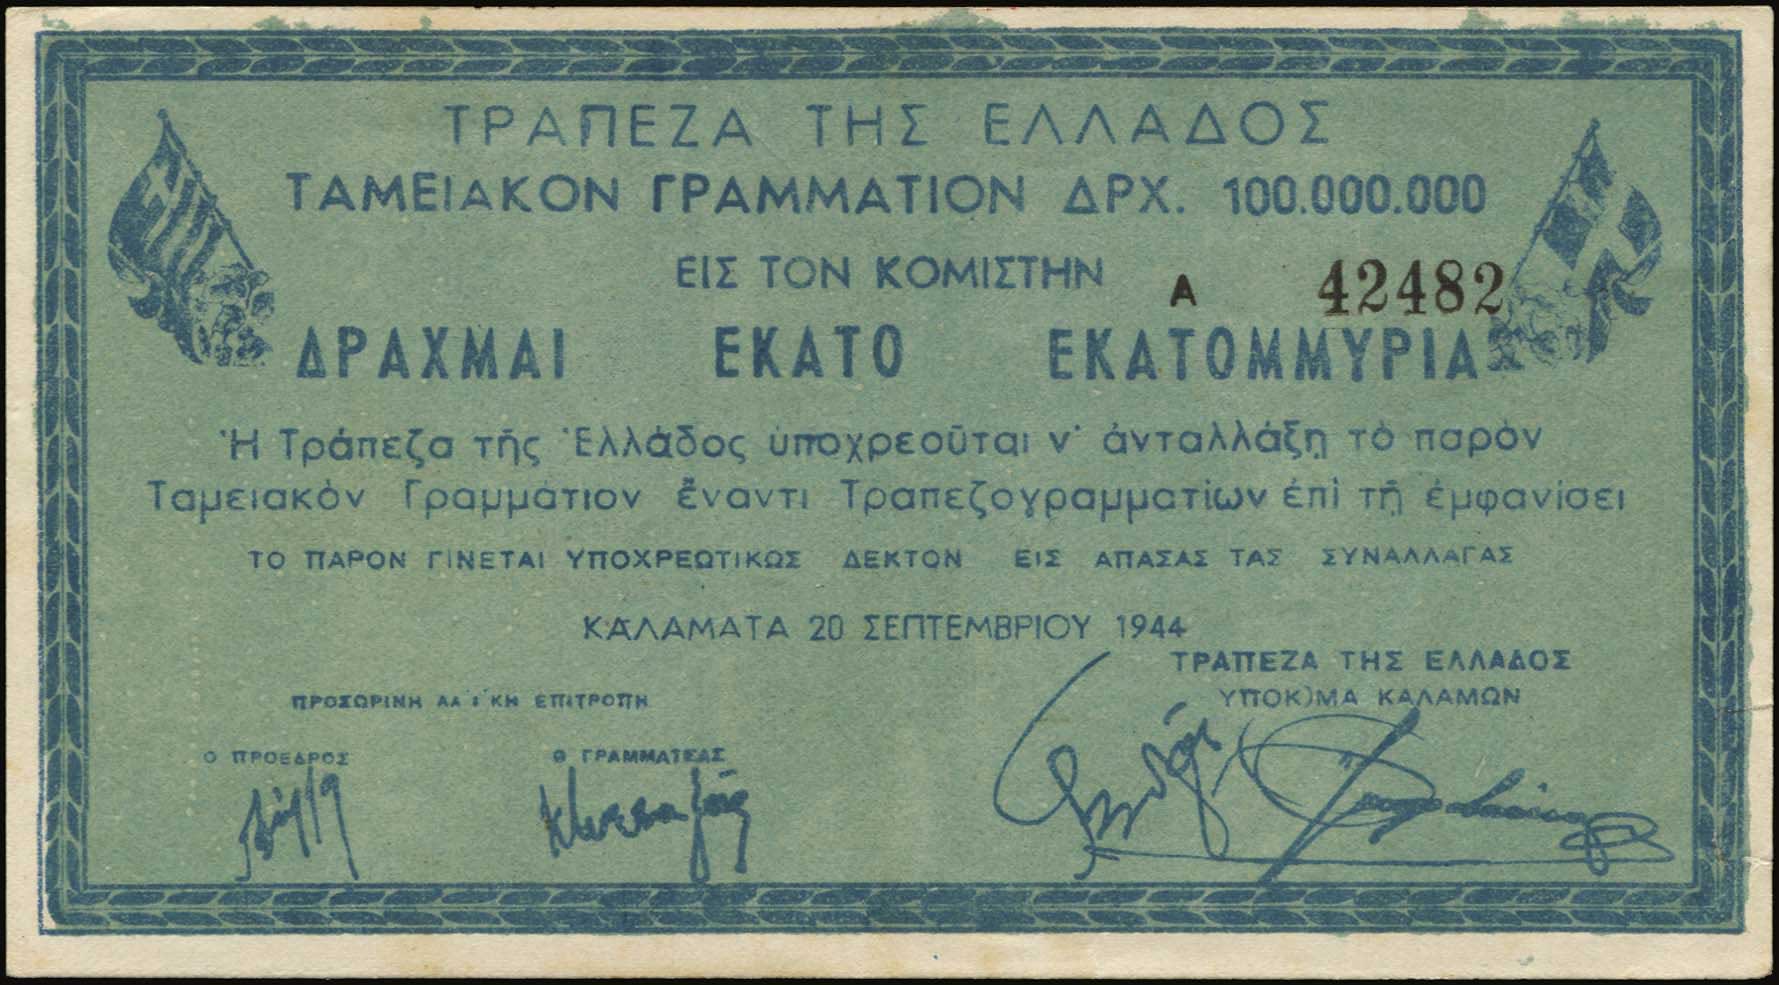 ΤΡΑΠΕΖΑ ΤΗΣ ΕΛΛΑΔΟΣ
ΤΑΜΕΙΑΚΟΝ ΓΡΑΜΜΑΤΙΟΝ ΔΡΧ. 100.000.000
ΕΙΣ ΤΟΝ ΚΟΜΙΣΤΗΝ
Α 42482
ΔΡΑΧΜΑΙ ΕΚΑΤΟ ΕΚΑΤΟΜΜΥΡΙΑ
Ἡ Τράπεζα τῆς Ἑλλάδος ὑποχρεοῦται ν' ἀνταλλάξῃ τὸ παρὸν
Ταμειακὸν Γραμμάτιον ἔναντι Τραπεζογραμματίων ἐπὶ τῇ ἐμφανίσει
ΤΟ ΠΑΡΟΝ ΓΙΝΕΤΑΙ ΥΠΟΧΡΕΩΤΙΚΩΣ ΔΕΚΤΟΝ ΕΙΣ ΑΠΑΣΑΣ ΤΑΣ ΣΥΝΑΛΛΑΓΑΣ
ΚΑΛΑΜΑΤΑ 20 ΣΕΠΤΕΜΒΡΙΟΥ 1944
ΤΡΑΠΕΖΑ ΤΗΣ ΕΛΛΑΔΟΣ
ΥΠΟΚ)ΜΑ ΚΑΛΑΜΩΝ
ΠΡΟΣΩΡΙΝΗ ΛΑΪΚΗ ΕΠΙΤΡΟΠΗ
Ο ΠΡΟΕΔΡΟΣ
Ο ΓΡΑΜΜΑΤΕΑΣ